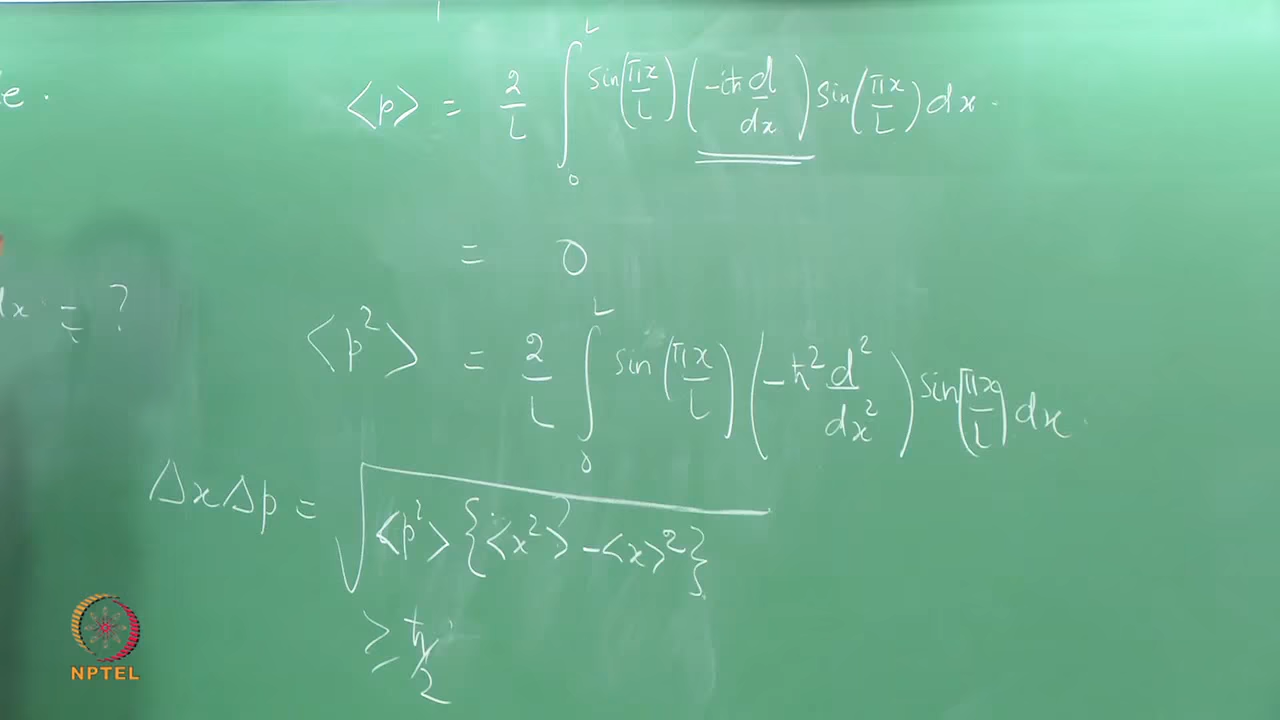 ⟨p⟩ = 2/L ∫₀ᴸ sin(πx/L) (-iħ d/dx) sin(πx/L) dx.
= 0
dx = ?
⟨p²⟩ = 2/L ∫₀ᴸ sin(πx/L) (-ħ² d²/dx²) sin(πx/L) dx.
ΔxΔp = √(⟨p²⟩ {⟨x²⟩ - ⟨x⟩²})
≥ ħ/2
NPTEL